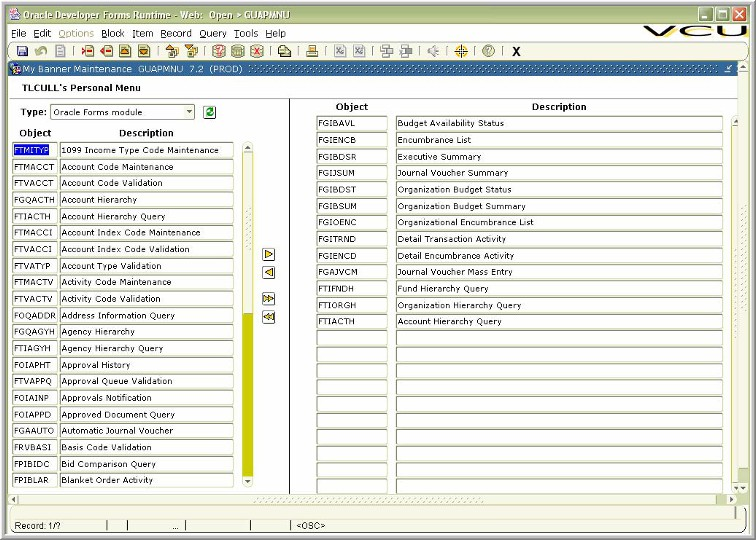 Oracle Developer Forms Runtime - Web: Open > GUAPMNU
File Edit Options Block Item Record Query Tools Help
VCU
X
My Banner Maintenance GUAPMNU 7.2 (PROD)
TLCULL's Personal Menu
Type: Oracle Forms module
Object Description
FTMITYP 1099 Income Type Code Maintenance
FTMACCT Account Code Maintenance
FTVACCT Account Code Validation
FGQACTH Account Hierarchy
FTIACTH Account Hierarchy Query
FTMACCI Account Index Code Maintenance
FTVACCI Account Index Code Validation
FTVATYP Account Type Validation
FTMACTV Activity Code Maintenance
FTVACTV Activity Code Validation
FOQADDR Address Information Query
FGQAGYH Agency Hierarchy
FTIAGYH Agency Hierarchy Query
FOIAPHT Approval History
FTVAPPQ Approval Queue Validation
FOIAINP Approvals Notification
FOIAPPD Approved Document Query
FGAAUTO Automatic Journal Voucher
FRVBASI Basis Code Validation
FPIBIDC Bid Comparison Query
FPIBLAR Blanket Order Activity
Object Description
FGIBAVL Budget Availability Status
FGIENCB Encumbrance List
FGIBDSR Executive Summary
FGIJSUM Journal Voucher Summary
FGIBDST Organization Budget Status
FGIBSUM Organization Budget Summary
FGIOENC Organizational Encumbrance List
FGITRND Detail Transaction Activity
FGIENCD Detail Encumbrance Activity
FGAJVCM Journal Voucher Mass Entry
FTIFNDH Fund Hierarchy Query
FTIORGH Organization Hierarchy Query
FTIACTH Account Hierarchy Query
Record: 1/? ... <OSC>